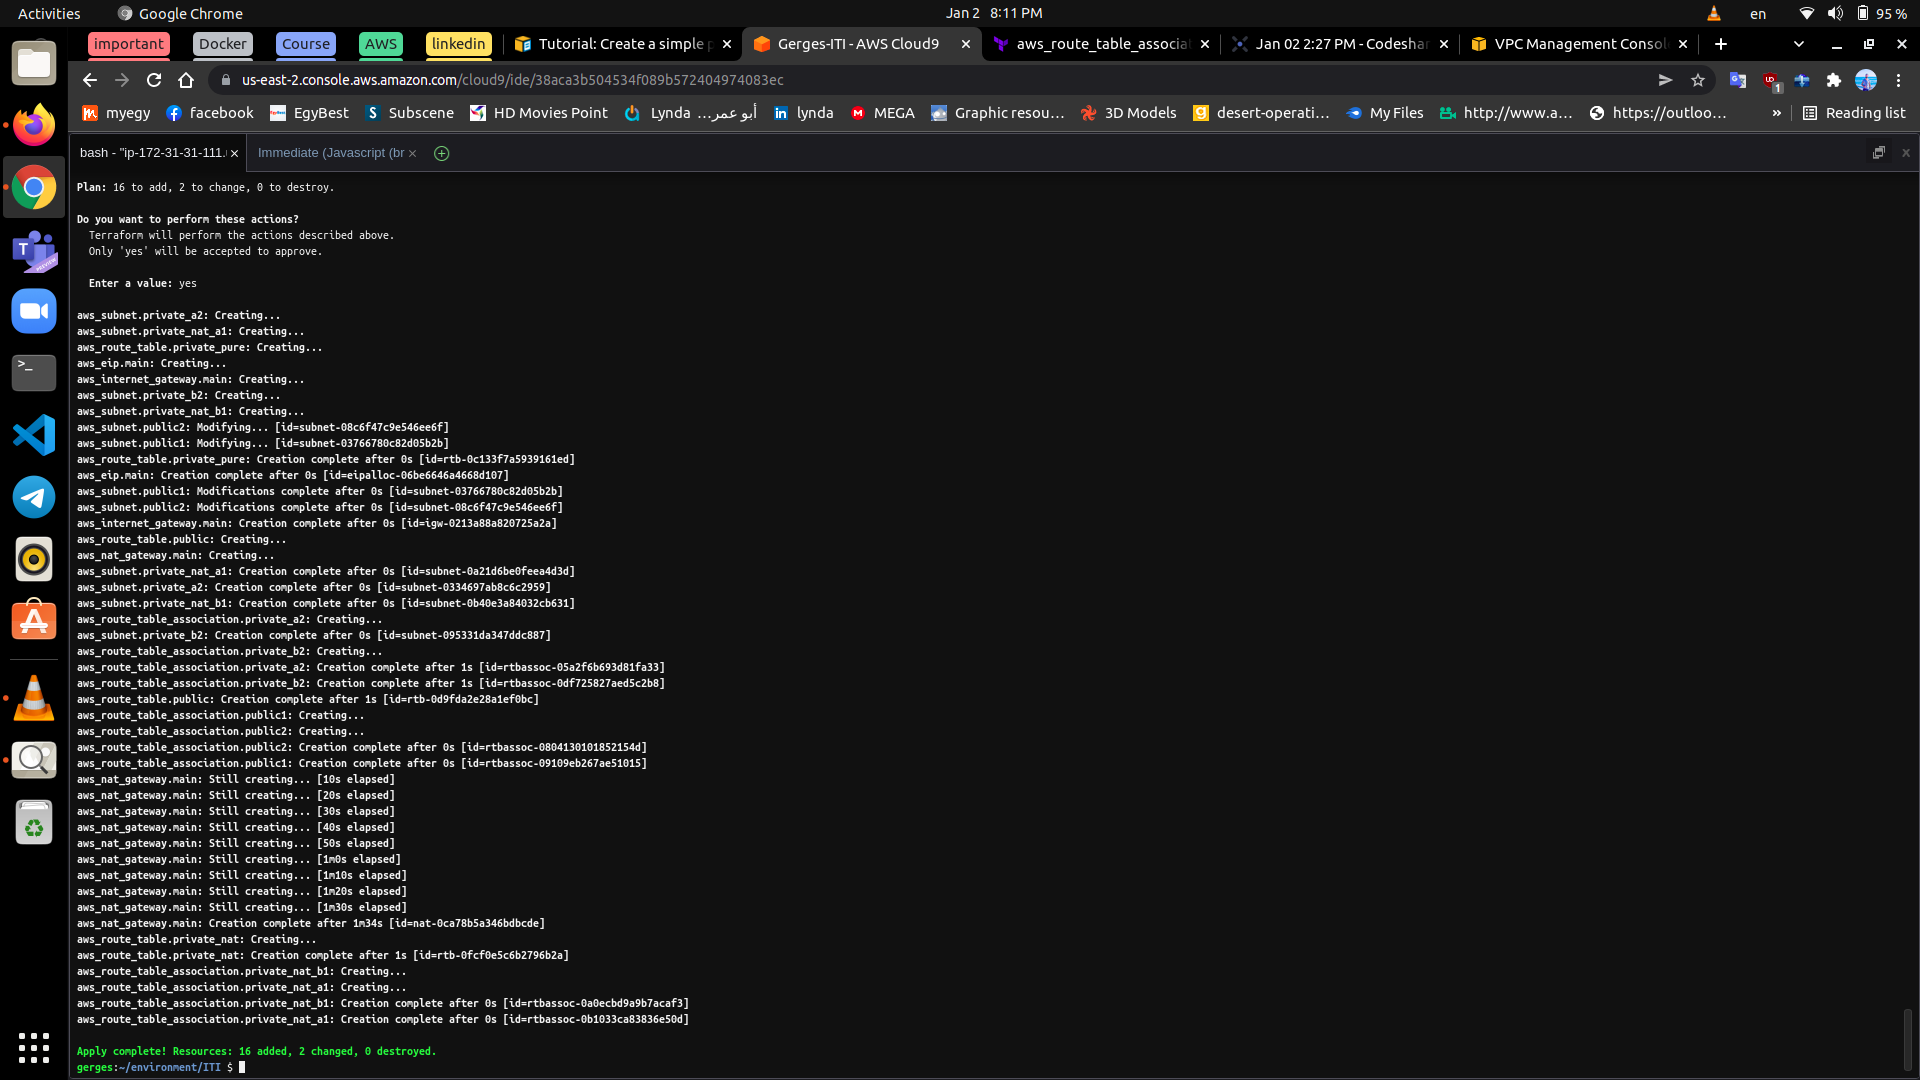 Activities
Google Chrome
Jan 2 8:11 PM
en
95 %
important
Docker
Course
AWS
linkedin
Tutorial: Create a simple p
Gerges-ITI - AWS Cloud9
aws_route_table_associa
Jan 02 2:27 PM - Codeshar
VPC Management Consol
us-east-2.console.aws.amazon.com/cloud9/ide/38aca3b504534f089b572404974083ec
myegy
facebook
EgyBest
Subscene
HD Movies Point
Lynda أبو عمر...
lynda
MEGA
Graphic resou...
3D Models
desert-operati...
My Files
http://www.a...
https://outloo...
»
Reading list
bash - "ip-172-31-31-111.
Immediate (Javascript (br
Plan: 16 to add, 2 to change, 0 to destroy.
Do you want to perform these actions?
Terraform will perform the actions described above.
Only 'yes' will be accepted to approve.
Enter a value: yes
aws_subnet.private_a2: Creating...
aws_subnet.private_nat_a1: Creating...
aws_route_table.private_pure: Creating...
aws_eip.main: Creating...
aws_internet_gateway.main: Creating...
aws_subnet.private_b2: Creating...
aws_subnet.private_nat_b1: Creating...
aws_subnet.public2: Modifying... [id=subnet-08c6f47c9e546ee6f]
aws_subnet.public1: Modifying... [id=subnet-03766780c82d05b2b]
aws_route_table.private_pure: Creation complete after 0s [id=rtb-0c133f7a5939161ed]
aws_eip.main: Creation complete after 0s [id=eipalloc-06be6646a4668d107]
aws_subnet.public1: Modifications complete after 0s [id=subnet-03766780c82d05b2b]
aws_subnet.public2: Modifications complete after 0s [id=subnet-08c6f47c9e546ee6f]
aws_internet_gateway.main: Creation complete after 0s [id=igw-0213a88a820725a2a]
aws_route_table.public: Creating...
aws_nat_gateway.main: Creating...
aws_subnet.private_nat_a1: Creation complete after 0s [id=subnet-0a21d6be0feea4d3d]
aws_subnet.private_a2: Creation complete after 0s [id=subnet-0334697ab8c6c2959]
aws_subnet.private_nat_b1: Creation complete after 0s [id=subnet-0b40e3a84032cb631]
aws_route_table_association.private_a2: Creating...
aws_subnet.private_b2: Creation complete after 0s [id=subnet-095331da347ddc887]
aws_route_table_association.private_b2: Creating...
aws_route_table_association.private_a2: Creation complete after 1s [id=rtbassoc-05a2f6b693d81fa33]
aws_route_table_association.private_b2: Creation complete after 1s [id=rtbassoc-0df725827aed5c2b8]
aws_route_table.public: Creation complete after 1s [id=rtb-0d9fda2e28a1ef0bc]
aws_route_table_association.public1: Creating...
aws_route_table_association.public2: Creating...
aws_route_table_association.public2: Creation complete after 0s [id=rtbassoc-0804130101852154d]
aws_route_table_association.public1: Creation complete after 0s [id=rtbassoc-09109eb267ae51015]
aws_nat_gateway.main: Still creating... [10s elapsed]
aws_nat_gateway.main: Still creating... [20s elapsed]
aws_nat_gateway.main: Still creating... [30s elapsed]
aws_nat_gateway.main: Still creating... [40s elapsed]
aws_nat_gateway.main: Still creating... [50s elapsed]
aws_nat_gateway.main: Still creating... [1m0s elapsed]
aws_nat_gateway.main: Still creating... [1m10s elapsed]
aws_nat_gateway.main: Still creating... [1m20s elapsed]
aws_nat_gateway.main: Still creating... [1m30s elapsed]
aws_nat_gateway.main: Creation complete after 1m34s [id=nat-0ca78b5a346bdbcde]
aws_route_table.private_nat: Creating...
aws_route_table.private_nat: Creation complete after 1s [id=rtb-0fcf0e5c6b2796b2a]
aws_route_table_association.private_nat_b1: Creating...
aws_route_table_association.private_nat_a1: Creating...
aws_route_table_association.private_nat_b1: Creation complete after 0s [id=rtbassoc-0a0ecbd9a9b7acaf3]
aws_route_table_association.private_nat_a1: Creation complete after 0s [id=rtbassoc-0b1033ca83836e50d]
Apply complete! Resources: 16 added, 2 changed, 0 destroyed.
gerges:~/environment/ITI $